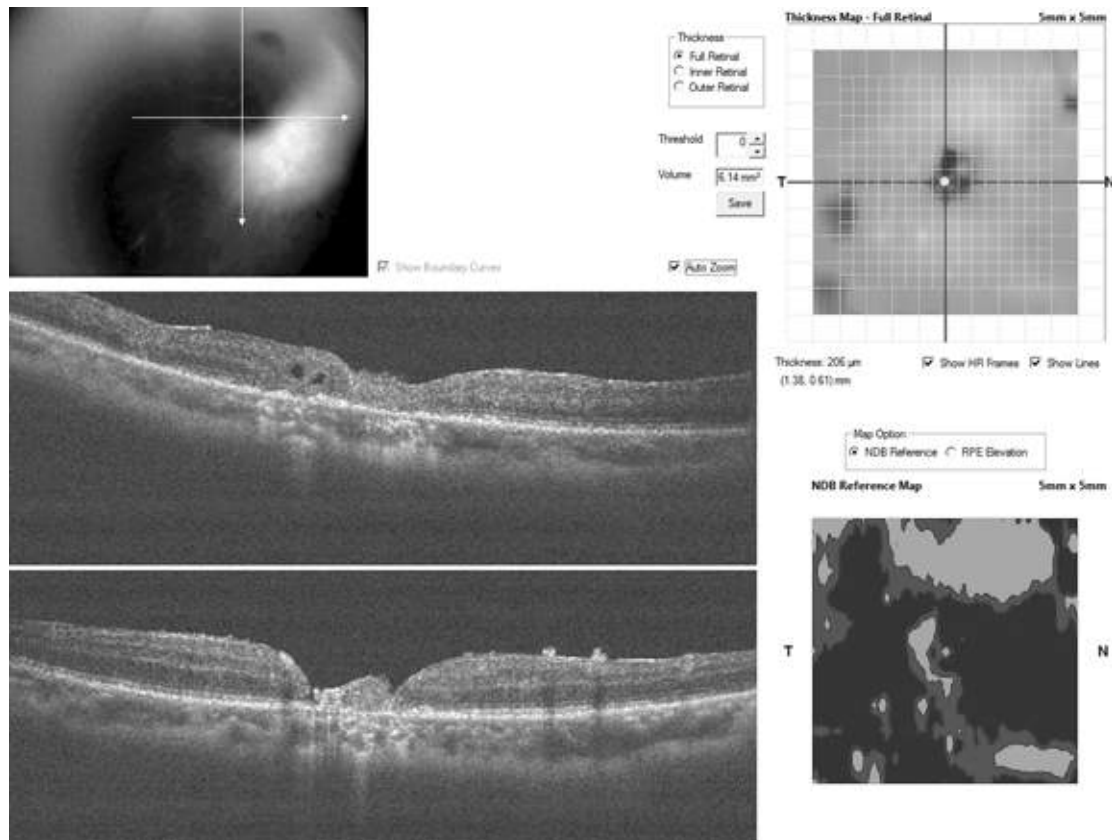 Thickness Map - Full Retinal 5mm x 5mm
Thickness
Full Retinal
Inner Retinal
Outer Retinal
Threshold 0
Volume 6.14 mm³
Save
T N
Show Boundary Curves
Auto Zoom
Thickness: 206 µm
Show HR Frames
Show Lines
(1.38, 0.61) mm
Map Option
NDB Reference
RPE Elevation
NDB Reference Map 5mm x 5mm
T N